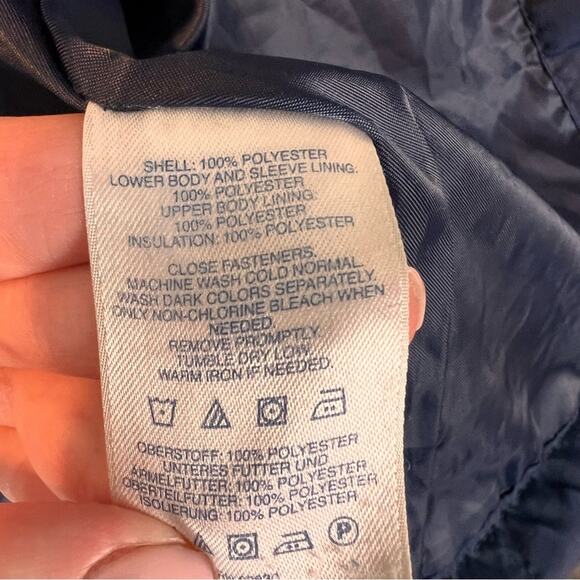 SHELL: 100% POLYESTER
LOWER BODY AND SLEEVE LINING:
100% POLYESTER
UPPER BODY LINING:
100% POLYESTER
INSULATION: 100% POLYESTER
CLOSE FASTENERS.
MACHINE WASH COLD NORMAL.
WASH DARK COLORS SEPARATELY.
ONLY NON-CHLORINE BLEACH WHEN
NEEDED.
REMOVE PROMPTLY.
TUMBLE DRY LOW.
WARM IRON IF NEEDED.
OBERSTOFF: 100% POLYESTER
UNTERES FUTTER UND
ÄRMELFUTTER: 100% POLYESTER
OBERTEILFUTTER: 100% POLYESTER
ISOLIERUNG: 100% POLYESTER
P